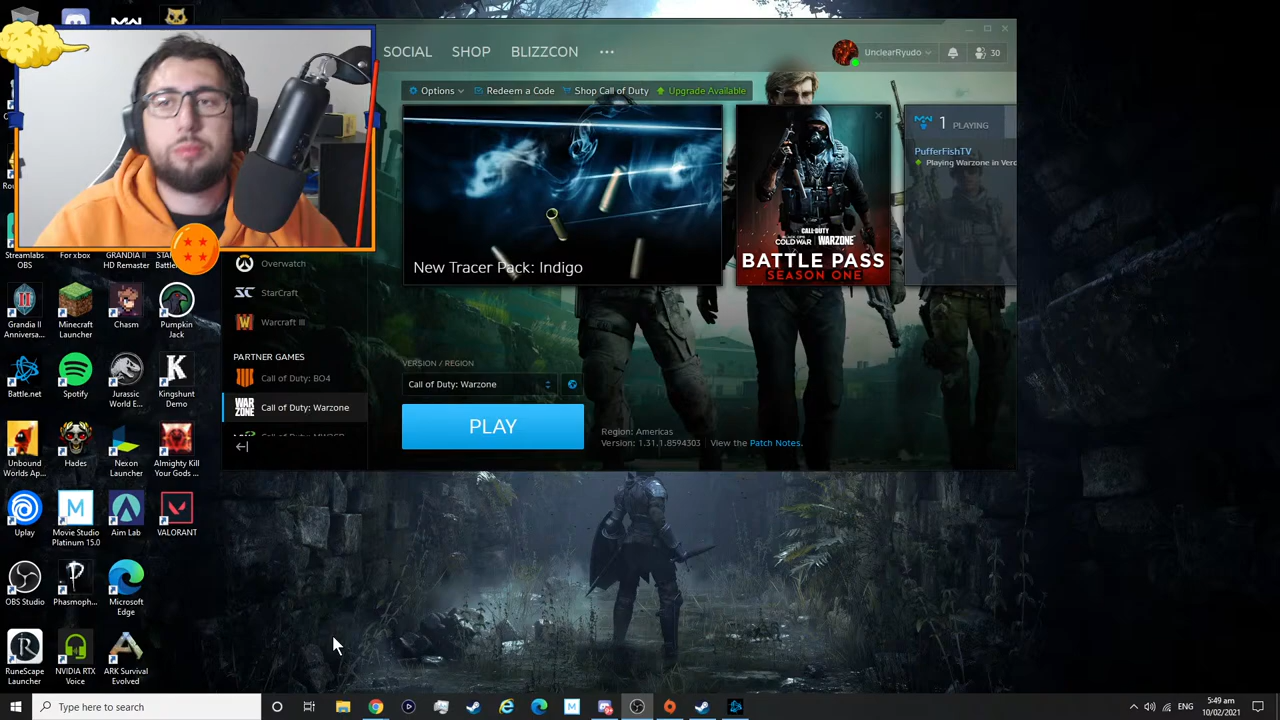 SOCIAL
SHOP
BLIZZCON
UnclearRyudo
30
Options
Redeem a Code
Shop Call of Duty
Upgrade Available
New Tracer Pack: Indigo
CALL OF DUTY
BLACK OPS
COLD WAR | WARZONE
BATTLE PASS
SEASON ONE
1 PLAYING
PufferFishTV
Playing Warzone in Verd
Overwatch
StarCraft
Warcraft III
PARTNER GAMES
Call of Duty: BO4
WAR
ZONE
Call of Duty: Warzone
VERSION / REGION
Call of Duty: Warzone
PLAY
Region: Americas
Version: 1.31.1.8594303
View the Patch Notes.
Streamlabs
OBS
For xbox
GRANDIA II
HD Remaster
Grandia II
Anniversa...
Minecraft
Launcher
Chasm
Pumpkin
Jack
Battle.net
Spotify
Jurassic
World E...
Kingshunt
Demo
Unbound
Worlds Ap...
Hades
Nexon
Launcher
Almighty Kill
Your Gods ...
Uplay
Movie Studio
Platinum 15.0
Aim Lab
VALORANT
OBS Studio
Phasmoph...
Microsoft
Edge
RuneScape
Launcher
NVIDIA RTX
Voice
ARK Survival
Evolved
Type here to search
5:49 am
10/02/2021